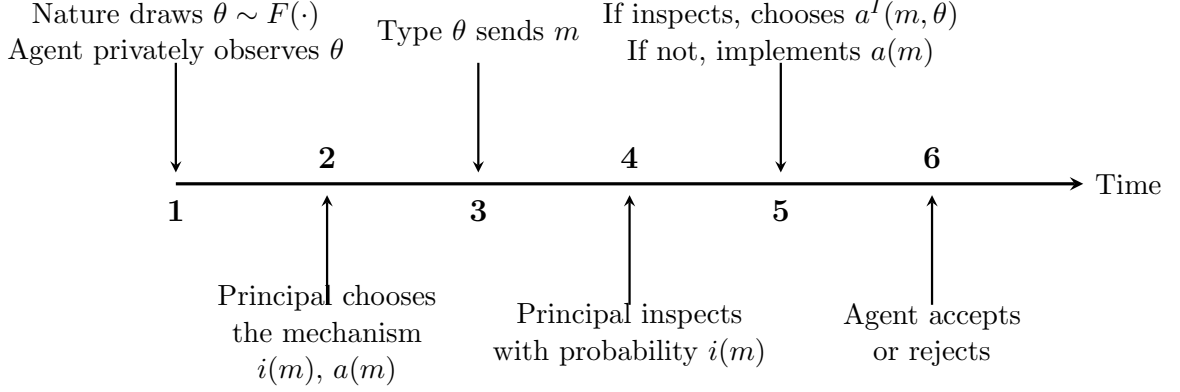 Nature draws θ ∼ F(·)
Agent privately observes θ
Type θ sends m
If inspects, chooses a^I(m, θ)
If not, implements a(m)
2
4
6
Time
1
3
5
Principal chooses
the mechanism
i(m), a(m)
Principal inspects
with probability i(m)
Agent accepts
or rejects